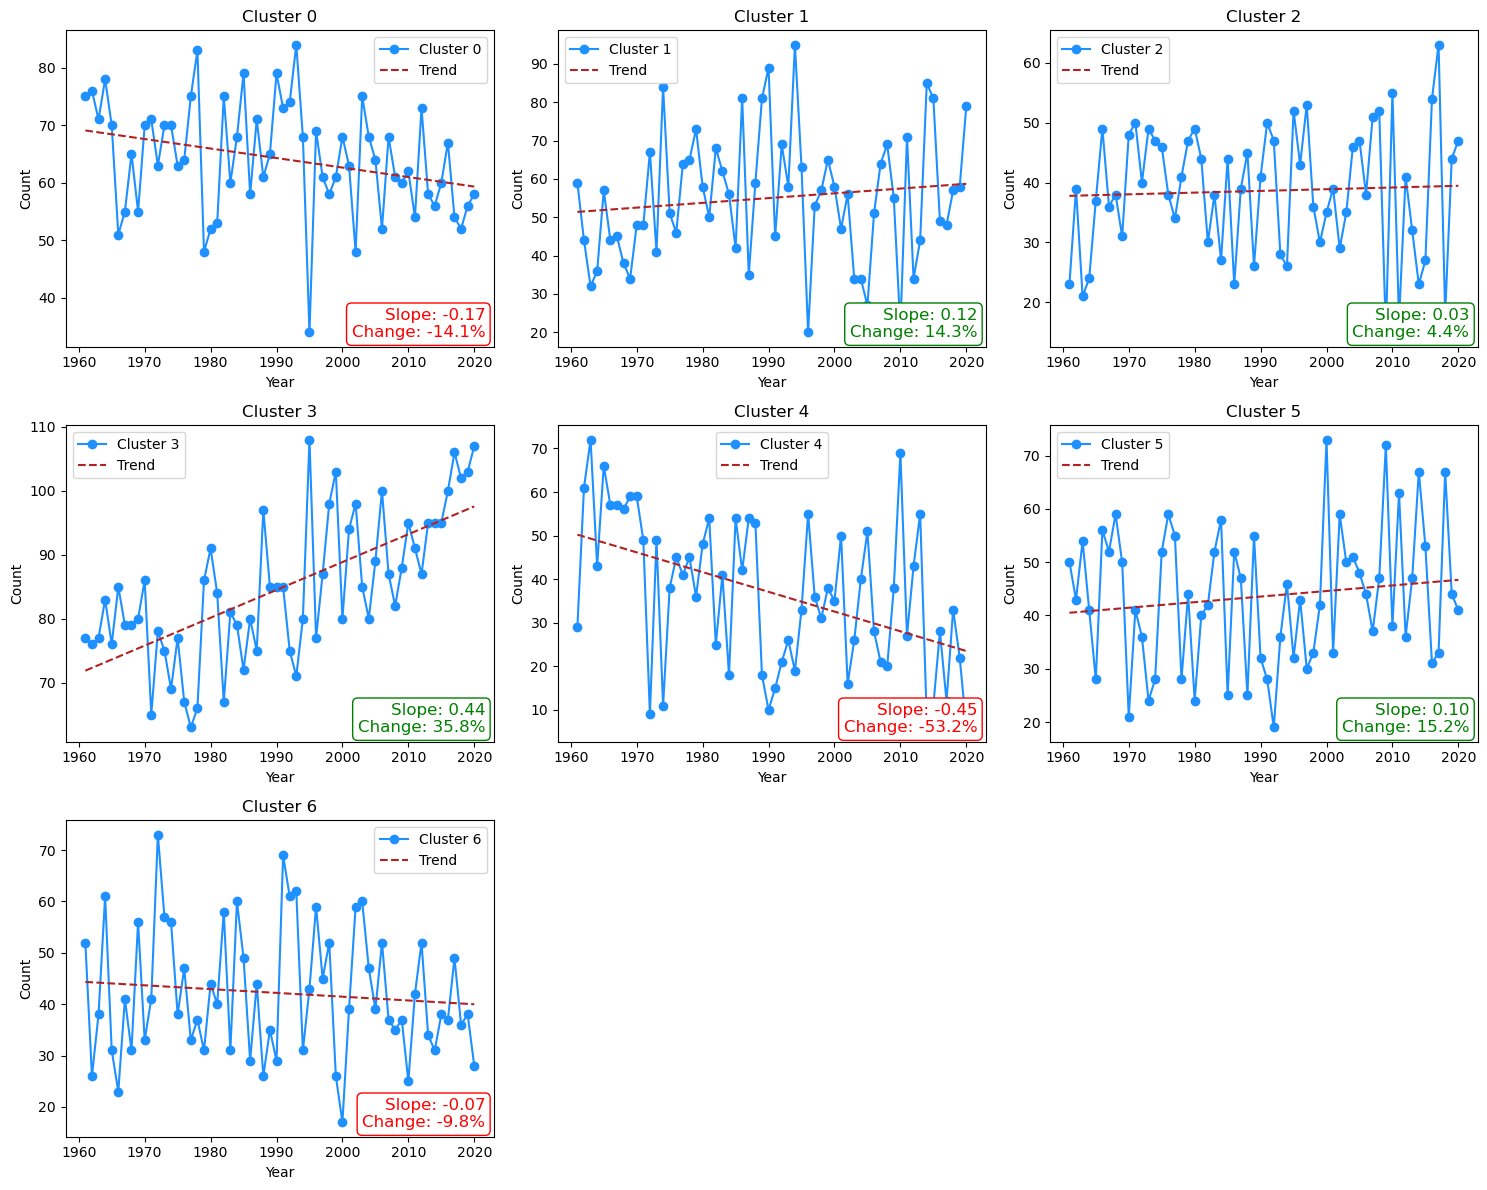 Cluster 0
Count
80
70
60
50
40
Cluster 0
Trend
Slope: -0.17
Change: -14.1%
1960 1970 1980 1990 2000 2010 2020
Year
Cluster 1
Count
90
80
70
60
50
40
30
20
Cluster 1
Trend
Slope: 0.12
Change: 14.3%
1960 1970 1980 1990 2000 2010 2020
Year
Cluster 2
Count
60
50
40
30
20
Cluster 2
Trend
Slope: 0.03
Change: 4.4%
1960 1970 1980 1990 2000 2010 2020
Year
Cluster 3
Count
110
100
90
80
70
Cluster 3
Trend
Slope: 0.44
Change: 35.8%
1960 1970 1980 1990 2000 2010 2020
Year
Cluster 4
Count
70
60
50
40
30
20
10
Cluster 4
Trend
Slope: -0.45
Change: -53.2%
1960 1970 1980 1990 2000 2010 2020
Year
Cluster 5
Count
70
60
50
40
30
20
Cluster 5
Trend
Slope: 0.10
Change: 15.2%
1960 1970 1980 1990 2000 2010 2020
Year
Cluster 6
Count
70
60
50
40
30
20
Cluster 6
Trend
Slope: -0.07
Change: -9.8%
1960 1970 1980 1990 2000 2010 2020
Year